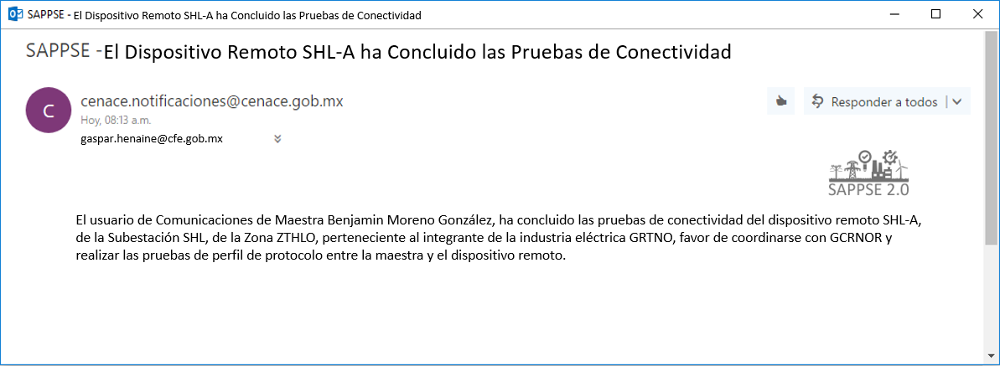 SAPPSE - El Dispositivo Remoto SHL-A ha Concluido las Pruebas de Conectividad
SAPPSE -El Dispositivo Remoto SHL-A ha Concluido las Pruebas de Conectividad
C
cenace.notificaciones@cenace.gob.mx
Responder a todos
Hoy, 08:13 a.m.
gaspar.henaine@cfe.gob.mx
SAPPSE 2.0
El usuario de Comunicaciones de Maestra Benjamin Moreno González, ha concluido las pruebas de conectividad del dispositivo remoto SHL-A,
de la Subestación SHL, de la Zona ZTHLO, perteneciente al integrante de la industria eléctrica GRTNO, favor de coordinarse con GCRNOR y
realizar las pruebas de perfil de protocolo entre la maestra y el dispositivo remoto.